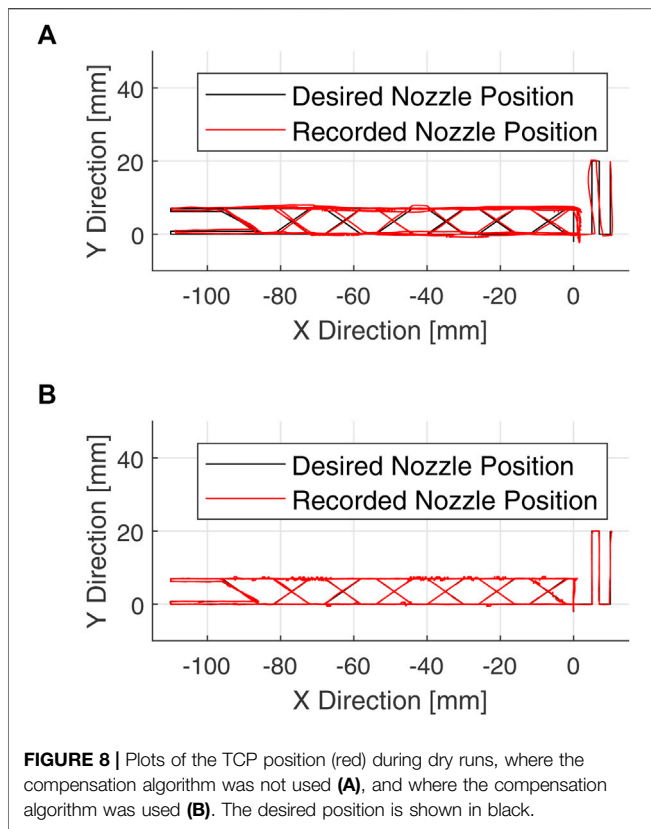 A
Desired Nozzle Position
Recorded Nozzle Position
Y Direction [mm]
40
20
0
-100 -80 -60 -40 -20 0
X Direction [mm]
B
Desired Nozzle Position
Recorded Nozzle Position
Y Direction [mm]
40
20
0
-100 -80 -60 -40 -20 0
X Direction [mm]
FIGURE 8 | Plots of the TCP position (red) during dry runs, where the
compensation algorithm was not used (A), and where the compensation
algorithm was used (B). The desired position is shown in black.